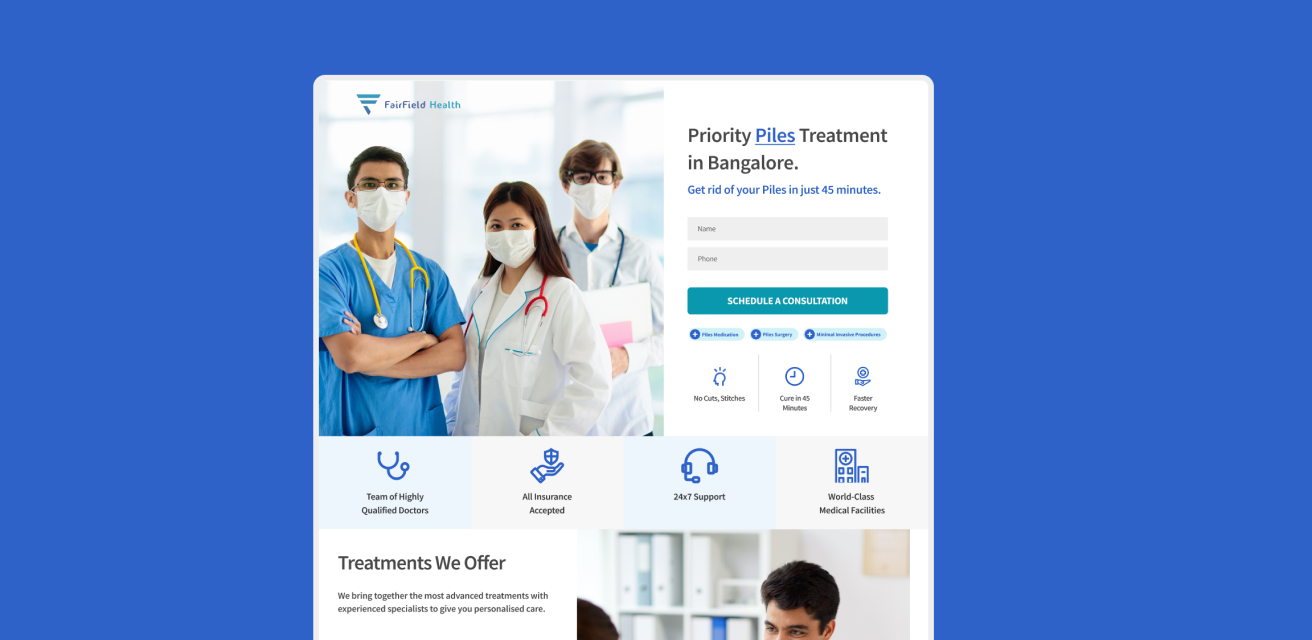 FairField Health
Priority Piles Treatment
in Bangalore.
Get rid of your Piles in just 45 minutes.
Name
Phone
SCHEDULE A CONSULTATION
Piles Medication
Piles Surgery
Minimal Invasive Procedures
No Cuts, Stitches
Cure in 45
Minutes
Faster
Recovery
Team of Highly
Qualified Doctors
All Insurance
Accepted
24x7 Support
World-Class
Medical Facilities
Treatments We Offer
We bring together the most advanced treatments with
experienced specialists to give you personalised care.